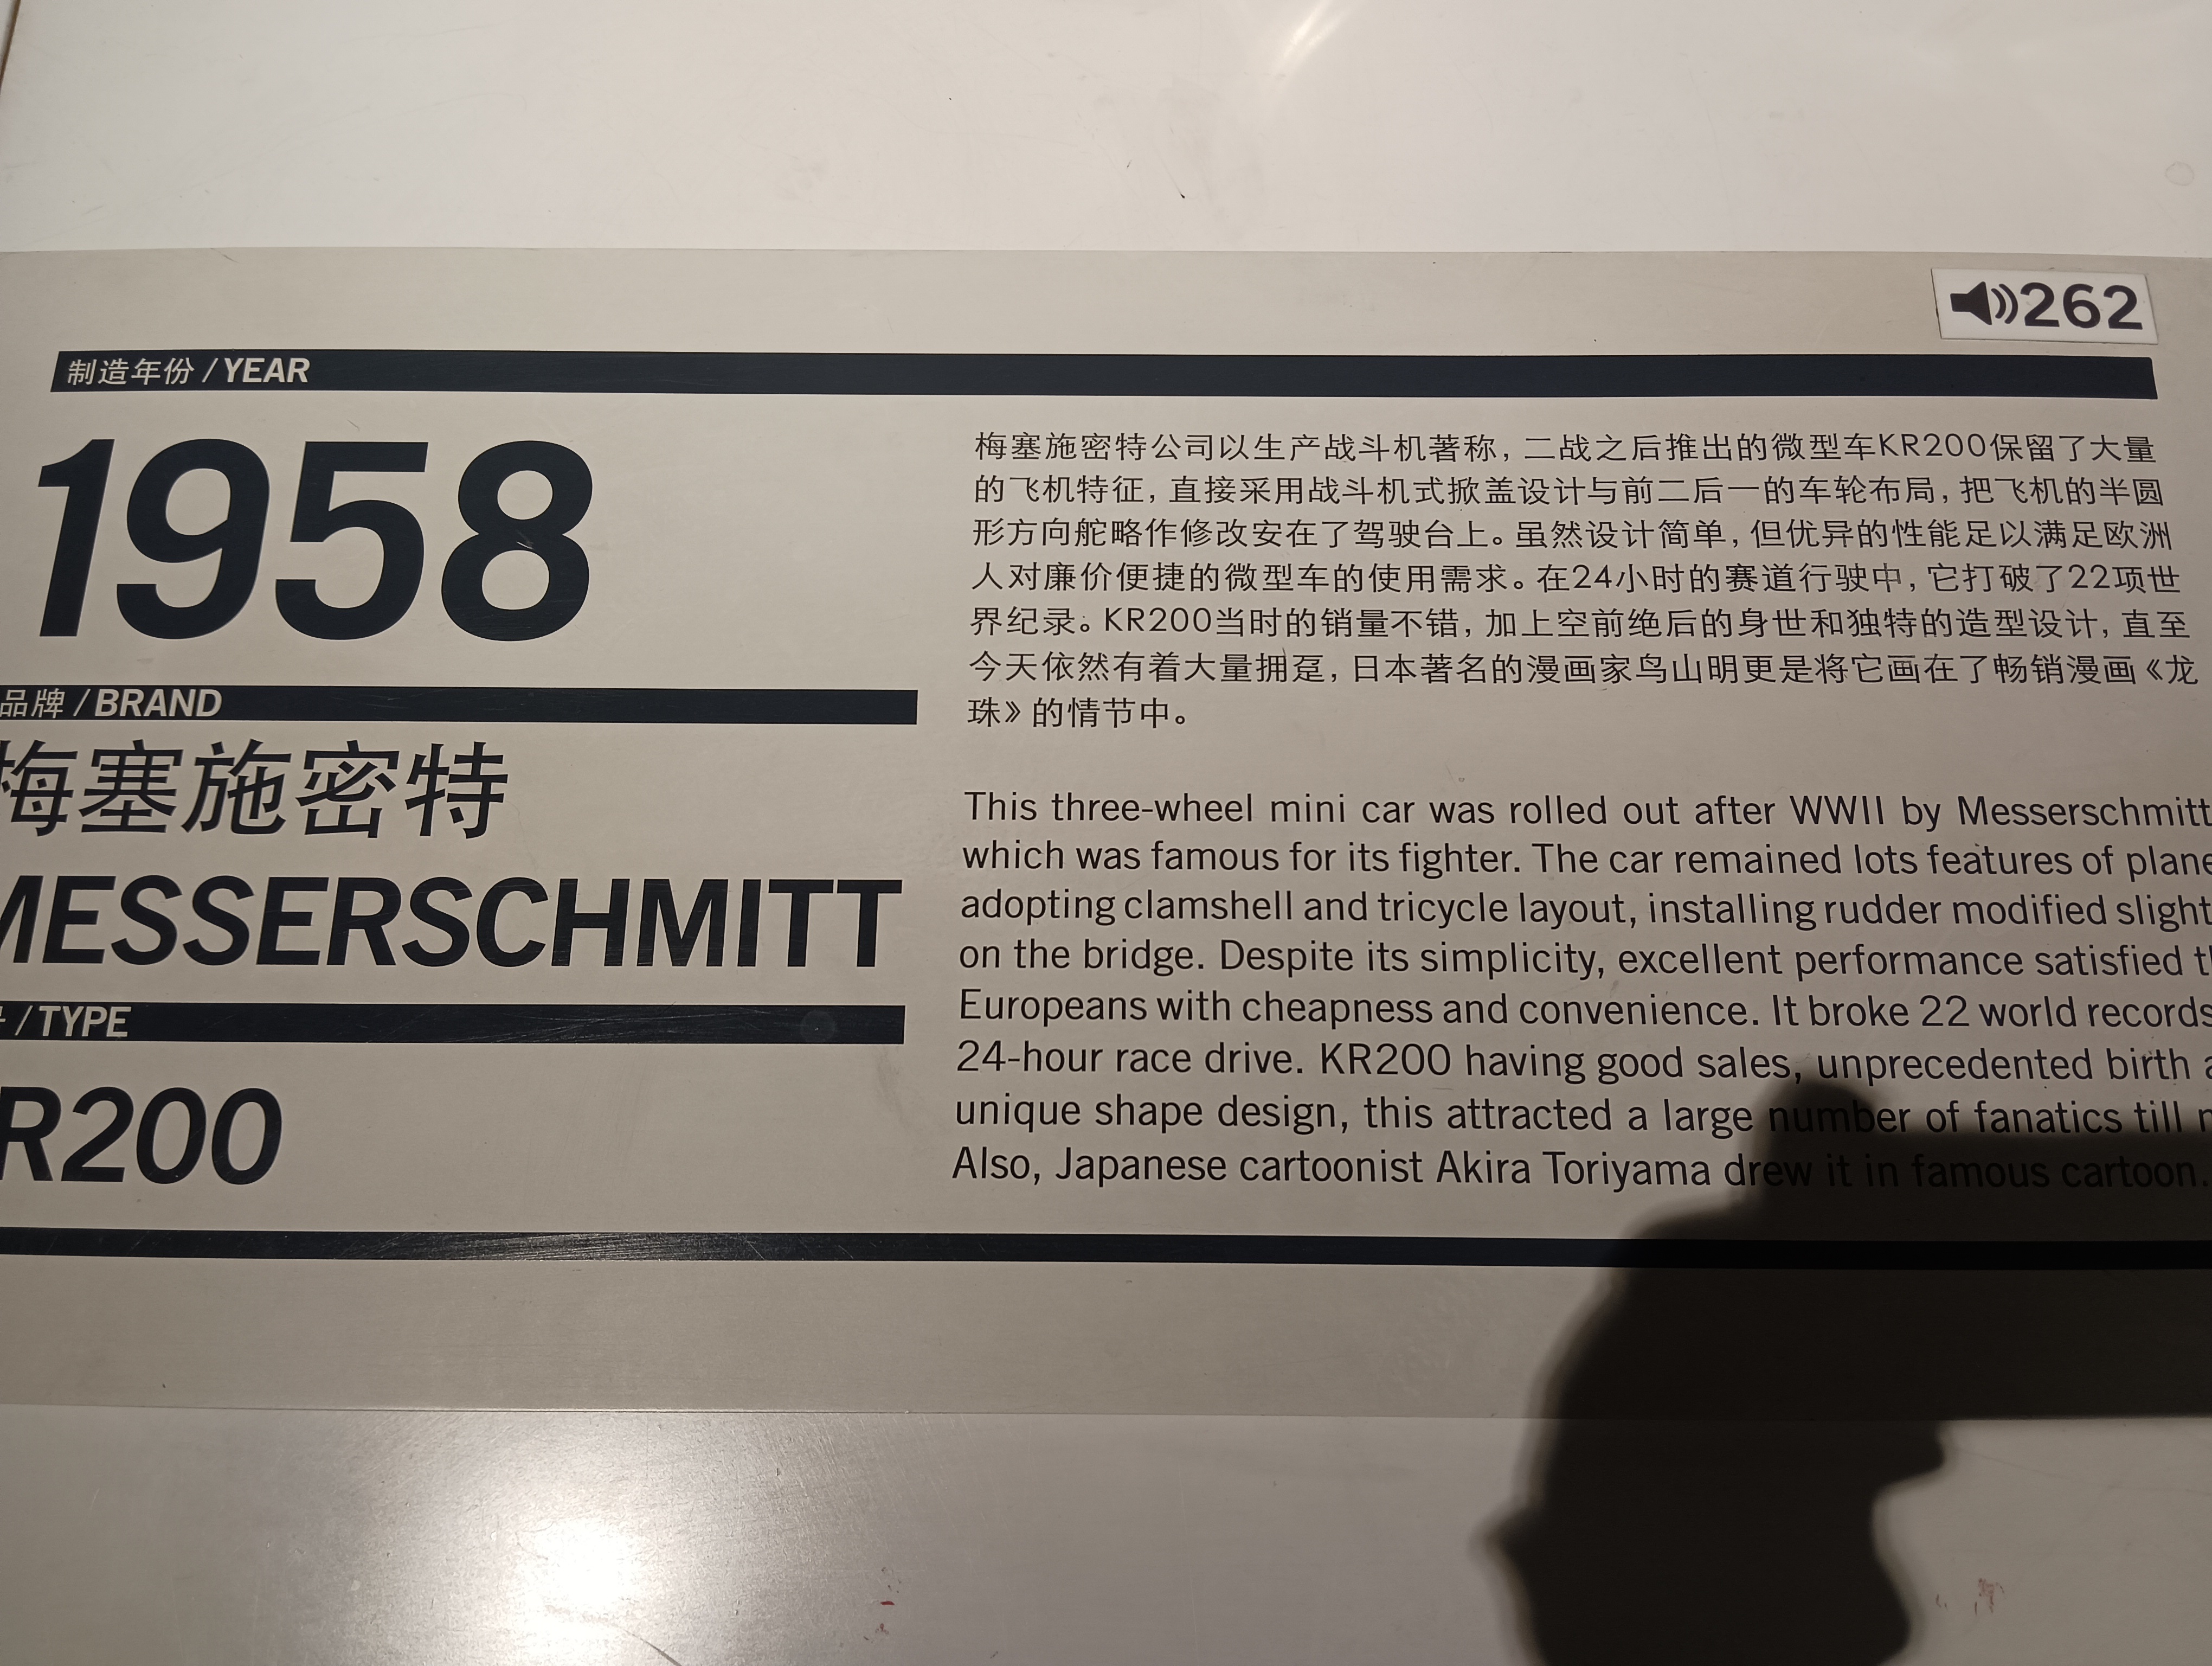 262
制造年份 / YEAR
1958
品牌 / BRAND
梅塞施密特
MESSERSCHMITT
/ TYPE
R200
梅塞施密特公司以生产战斗机著称，二战之后推出的微型车KR200保留了大量
的飞机特征，直接采用战斗机式掀盖设计与前二后一的车轮布局，把飞机的半圆
形方向舵略作修改安在了驾驶台上。虽然设计简单，但优异的性能足以满足欧洲
人对廉价便捷的微型车的使用需求。在24小时的赛道行驶中，它打破了22项世
界纪录。KR200当时的销量不错，加上空前绝后的身世和独特的造型设计，直至
今天依然有着大量拥趸，日本著名的漫画家鸟山明更是将它画在了畅销漫画《龙
珠》的情节中。
This three-wheel mini car was rolled out after WWII by Messerschmitt
which was famous for its fighter. The car remained lots features of plane
adopting clamshell and tricycle layout, installing rudder modified slight
on the bridge. Despite its simplicity, excellent performance satisfied
Europeans with cheapness and convenience. It broke 22 world records
24-hour race drive. KR200 having good sales, unprecedented birth
unique shape design, this attracted a large number of fanatics till
Also, Japanese cartoonist Akira Toriyama drew it in famous cartoon.